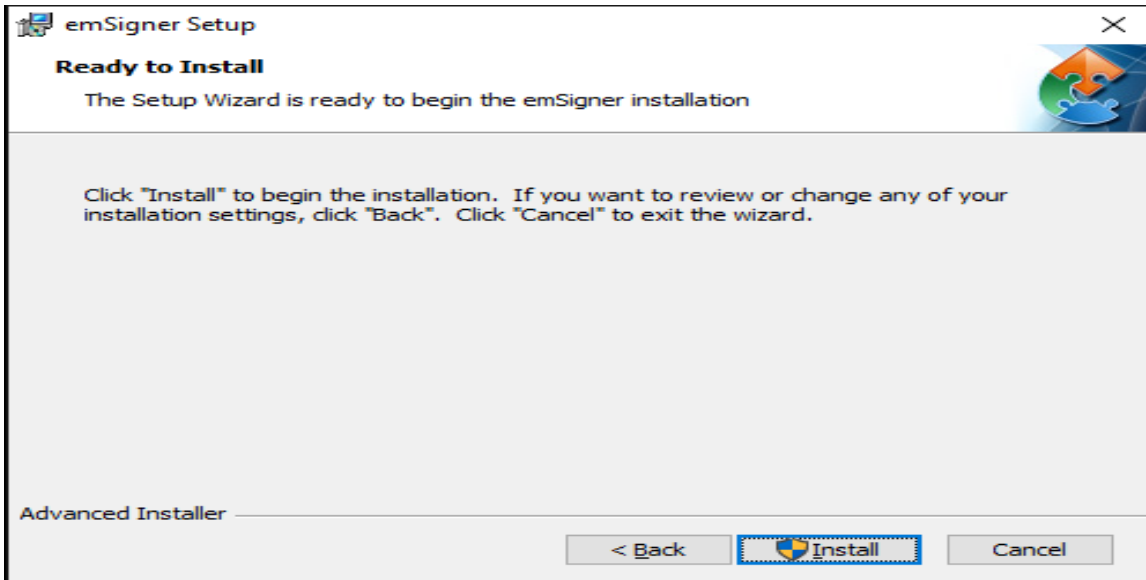 emSigner Setup
Ready to Install
The Setup Wizard is ready to begin the emSigner installation
Click "Install" to begin the installation.  If you want to review or change any of your
installation settings, click "Back".  Click "Cancel" to exit the wizard.
Advanced Installer
< Back
Install
Cancel